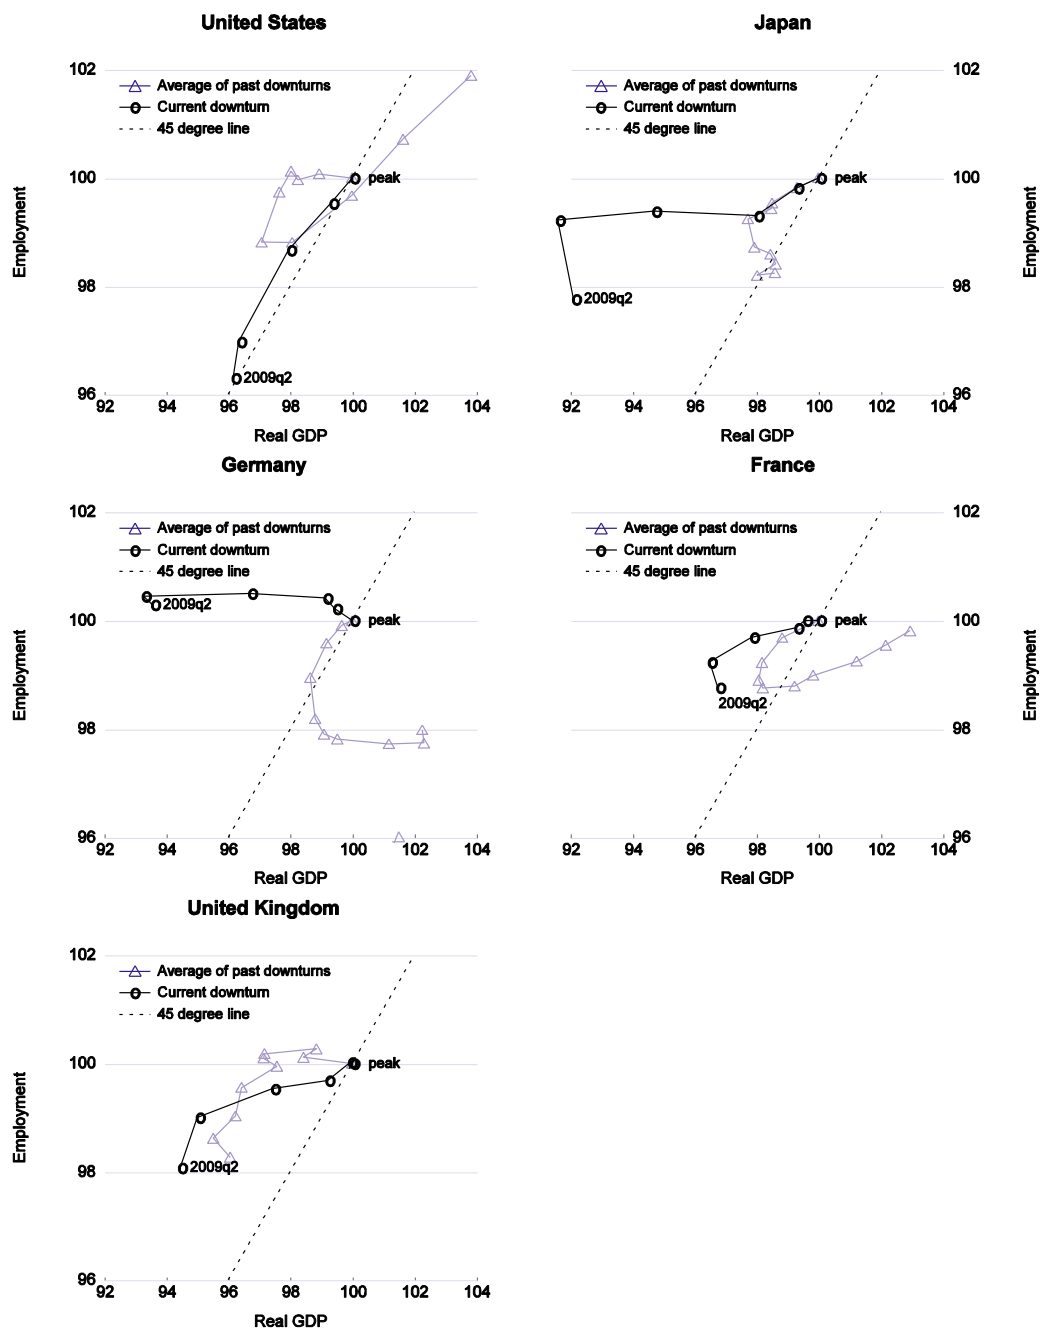 United States
Japan
102
Average of past downturns
Current downturn
45 degree line
100
peak
98
96
2009q2
92 94 96 98 100 102 104
Real GDP
Employment
102
Average of past downturns
Current downturn
45 degree line
100
peak
98
2009q2
96
92 94 96 98 100 102 104
Real GDP
Employment
Germany
France
102
Average of past downturns
Current downturn
45 degree line
100
peak
2009q2
98
96
92 94 96 98 100 102 104
Real GDP
Employment
102
Average of past downturns
Current downturn
45 degree line
100
peak
2009q2
98
96
92 94 96 98 100 102 104
Real GDP
Employment
United Kingdom
102
Average of past downturns
Current downturn
45 degree line
100
peak
2009q2
98
96
92 94 96 98 100 102 104
Real GDP
Employment